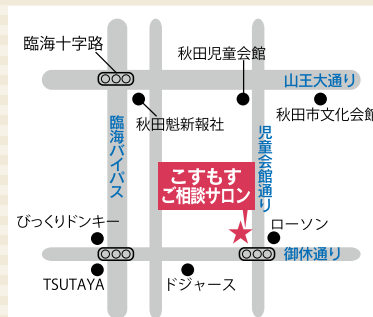 臨海十字路
秋田児童会館
山王大通り
秋田魁新報社
秋田市文化会館
臨海バイパス
児童会館通り
こすもす
ご相談サロン
びっくりドンキー
ローソン
御休通り
TSUTAYA
ドジャース